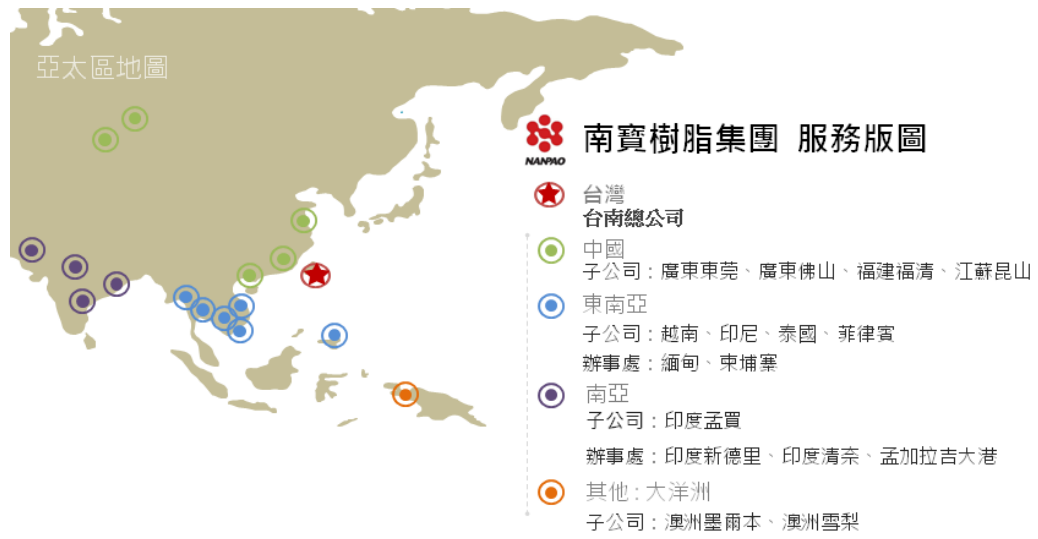 亞太區地圖
NANPAO
南寶樹脂集團 服務版圖
台灣
台南總公司
中國
子公司：廣東東莞、廣東佛山、福建福清、江蘇昆山
東南亞
子公司：越南、印尼、泰國、菲律賓
辦事處：緬甸、柬埔寨
南亞
子公司：印度孟買
辦事處：印度新德里、印度清奈、孟加拉吉大港
其他：大洋洲
子公司：澳洲墨爾本、澳洲雪梨